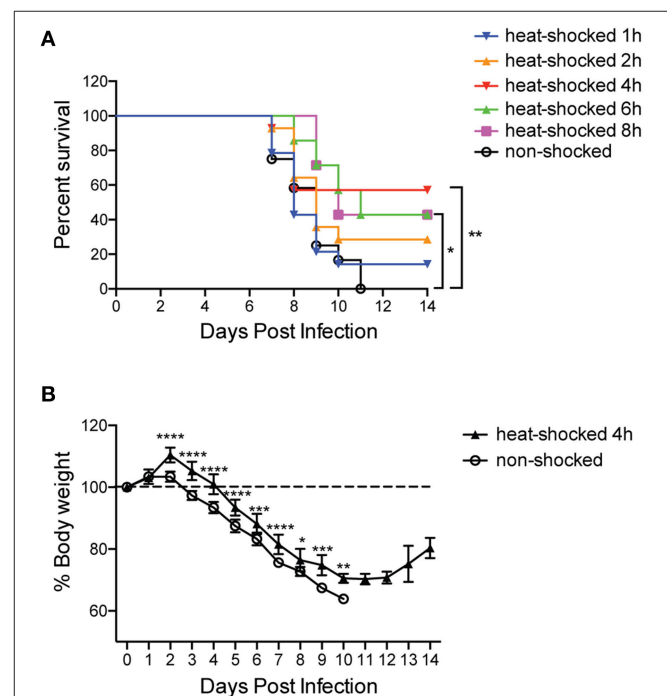 A
heat-shocked 1h
heat-shocked 2h
heat-shocked 4h
heat-shocked 6h
heat-shocked 8h
non-shocked
Percent survival
120
100
80
60
40
20
0
* **
0 2 4 6 8 10 12 14
Days Post Infection
B
heat-shocked 4h
non-shocked
% Body weight
120
100
80
60
**** **** **** **** *** **** * *** **
0 1 2 3 4 5 6 7 8 9 10 11 12 13 14
Days Post Infection